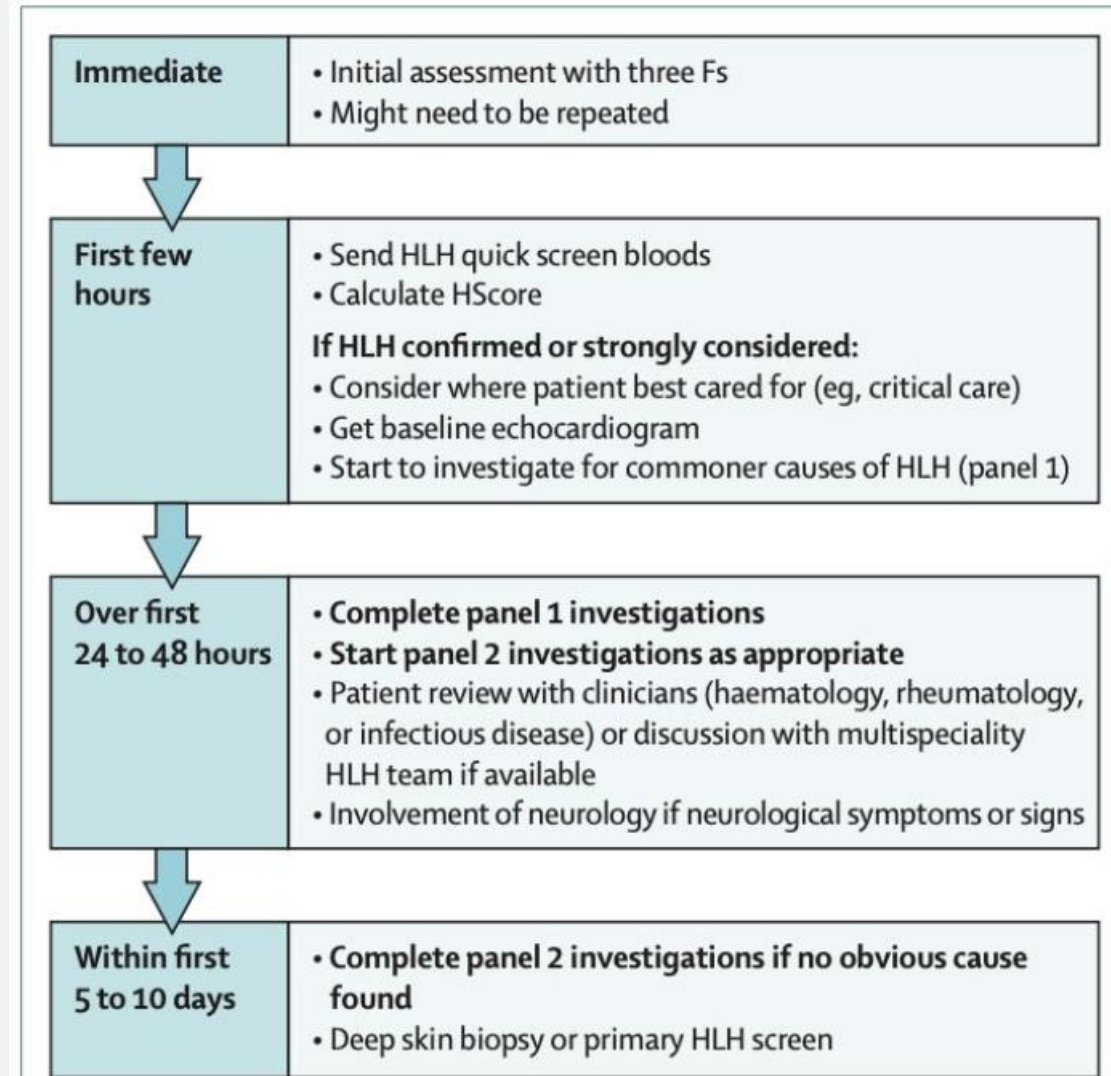 Immediate
• Initial assessment with three Fs
• Might need to be repeated
First few
hours
• Send HLH quick screen bloods
• Calculate HScore
If HLH confirmed or strongly considered:
• Consider where patient best cared for (eg, critical care)
• Get baseline echocardiogram
• Start to investigate for commoner causes of HLH (panel 1)
Over first
24 to 48 hours
• Complete panel 1 investigations
• Start panel 2 investigations as appropriate
• Patient review with clinicians (haematology, rheumatology,
or infectious disease) or discussion with multispeciality
HLH team if available
• Involvement of neurology if neurological symptoms or signs
Within first
5 to 10 days
• Complete panel 2 investigations if no obvious cause
found
• Deep skin biopsy or primary HLH screen